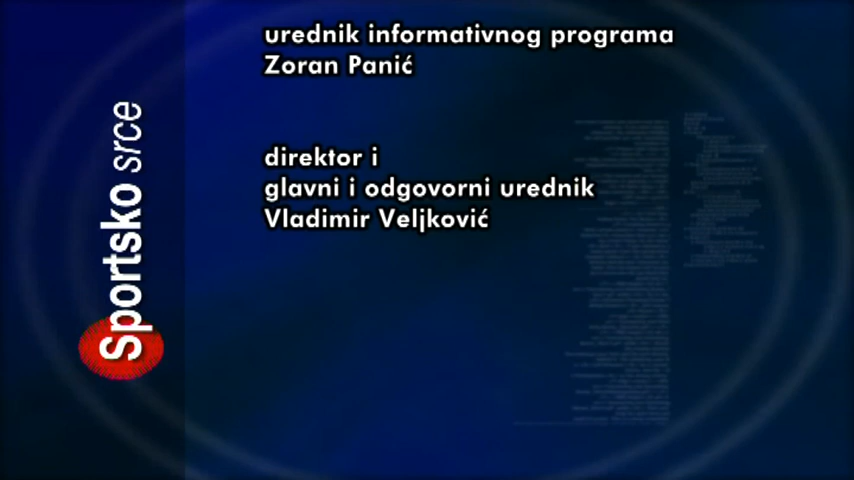 urednik informativnog programa
Zoran Panić
direktor i
glavni i odgovorni urednik
Vladimir Veljković
Sportsko srce